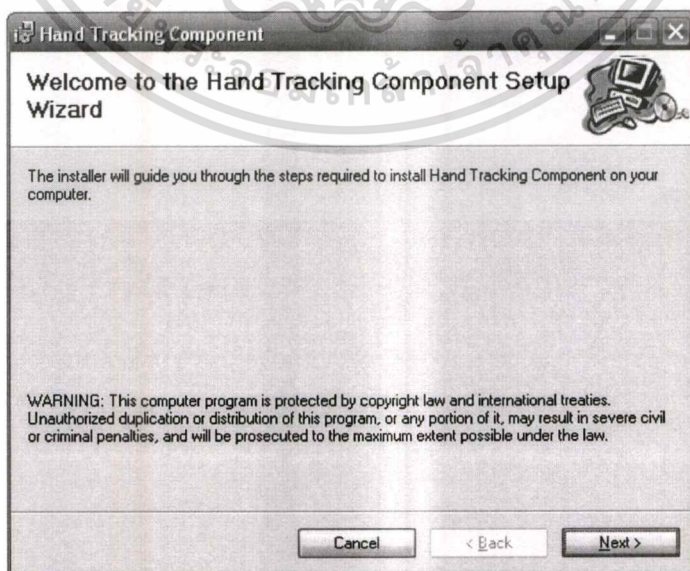 Hand Tracking Component
Welcome to the Hand Tracking Component Setup
Wizard
The installer will guide you through the steps required to install Hand Tracking Component on your
computer.
WARNING: This computer program is protected by copyright law and international treaties.
Unauthorized duplication or distribution of this program, or any portion of it, may result in severe civil
or criminal penalties, and will be prosecuted to the maximum extent possible under the law.
Cancel
< Back
Next >